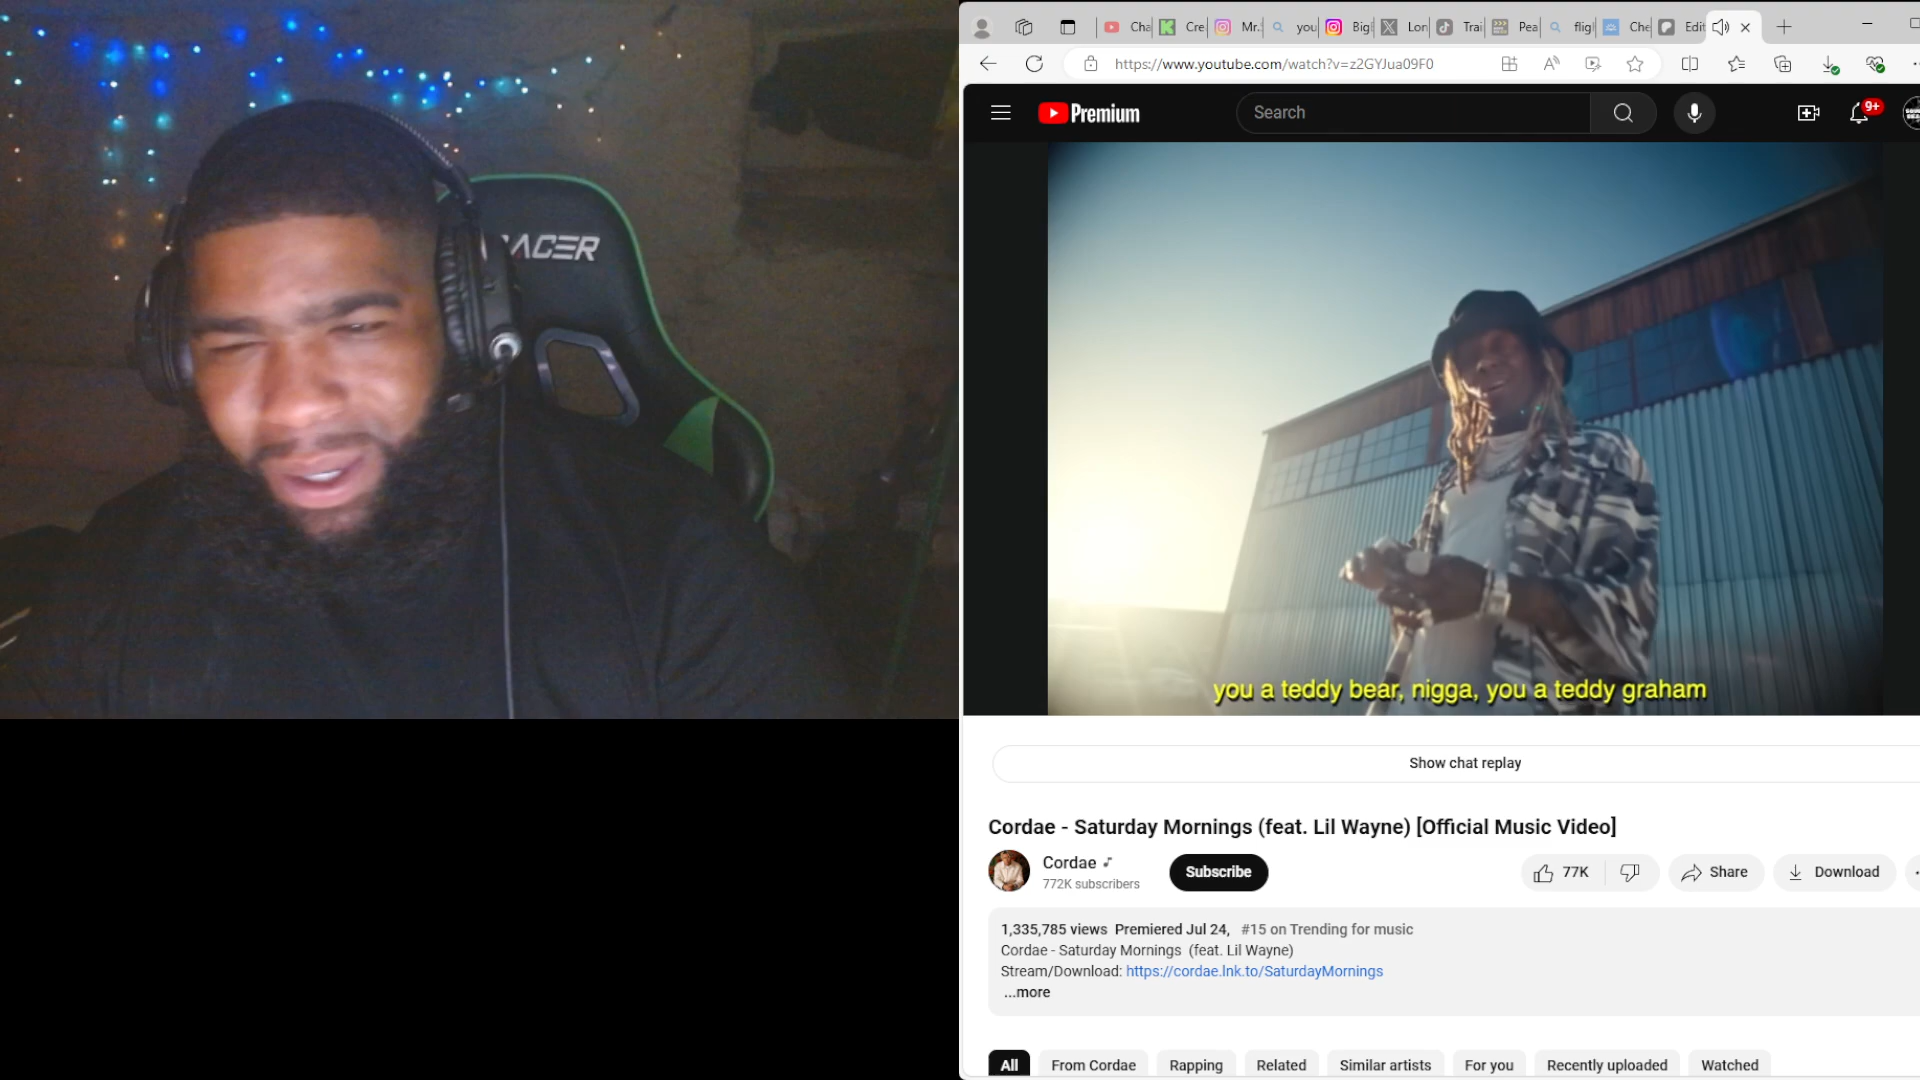 Cha
Cre
Mr.
you
Big
Lon
Trai
Pea
flig
Che
Edit
https://www.youtube.com/watch?v=z2GYJua09F0
Premium
Search
9+
ACER
you a teddy bear, nigga, you a teddy graham
Show chat replay
Cordae - Saturday Mornings (feat. Lil Wayne) [Official Music Video]
Cordae
772K subscribers
Subscribe
77K
Share
Download
1,335,785 views Premiered Jul 24, #15 on Trending for music
Cordae - Saturday Mornings (feat. Lil Wayne)
Stream/Download: https://cordae.lnk.to/SaturdayMornings
...more
All
From Cordae
Rapping
Related
Similar artists
For you
Recently uploaded
Watched